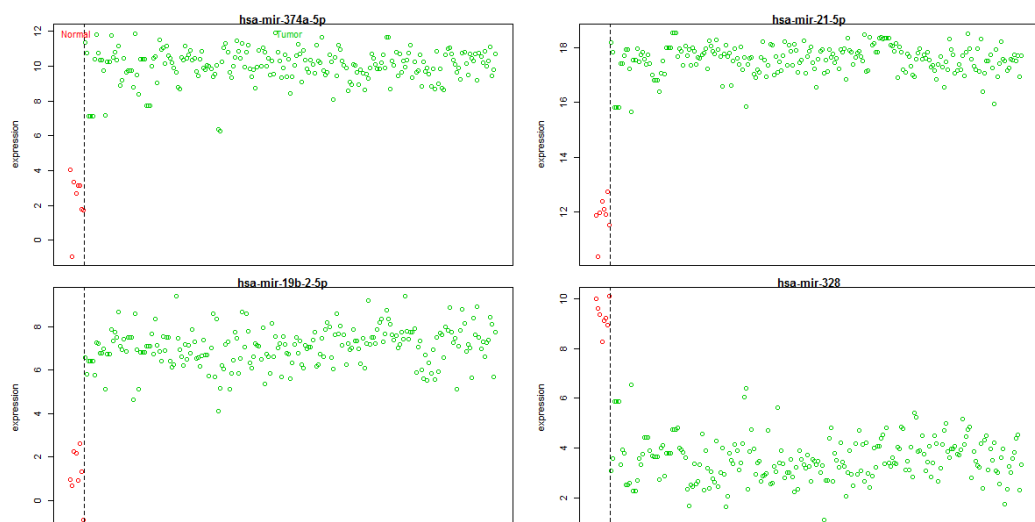 hsa-mir-374a-5p
Normal
Tumor
expression
0 2 4 6 8 10 12
hsa-mir-21-5p
expression
12 14 16 18
hsa-mir-19b-2-5p
expression
0 2 4 6 8
hsa-mir-328
expression
2 4 6 8 10